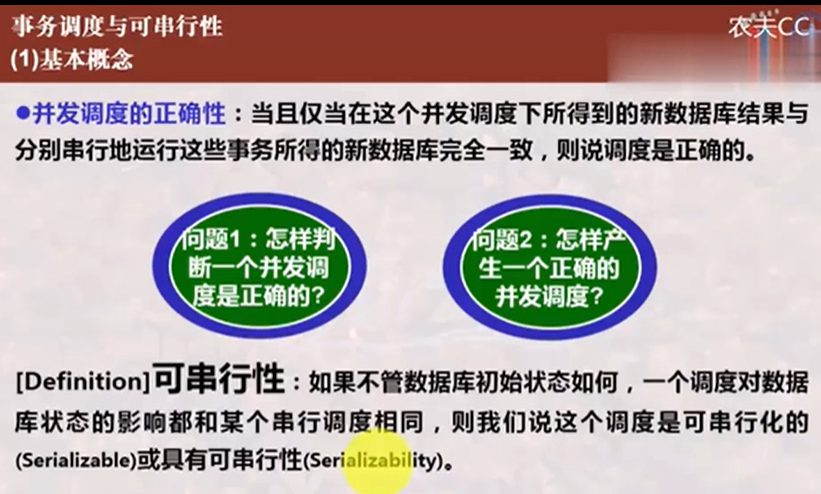 事务调度与可串行性
农夫CC
(1)基本概念
●并发调度的正确性：当且仅当在这个并发调度下所得到的新数据库结果与
分别串行地运行这些事务所得的新数据库完全一致，则说调度是正确的。
问题1：怎样判
断一个并发调
度是正确的?
问题2：怎样产
生一个正确的
并发调度?
[Definition]可串行性：如果不管数据库初始状态如何，一个调度对数据
库状态的影响都和某个串行调度相同，则我们说这个调度是可串行化的
(Serializable)或具有可串行性(Serializability)。